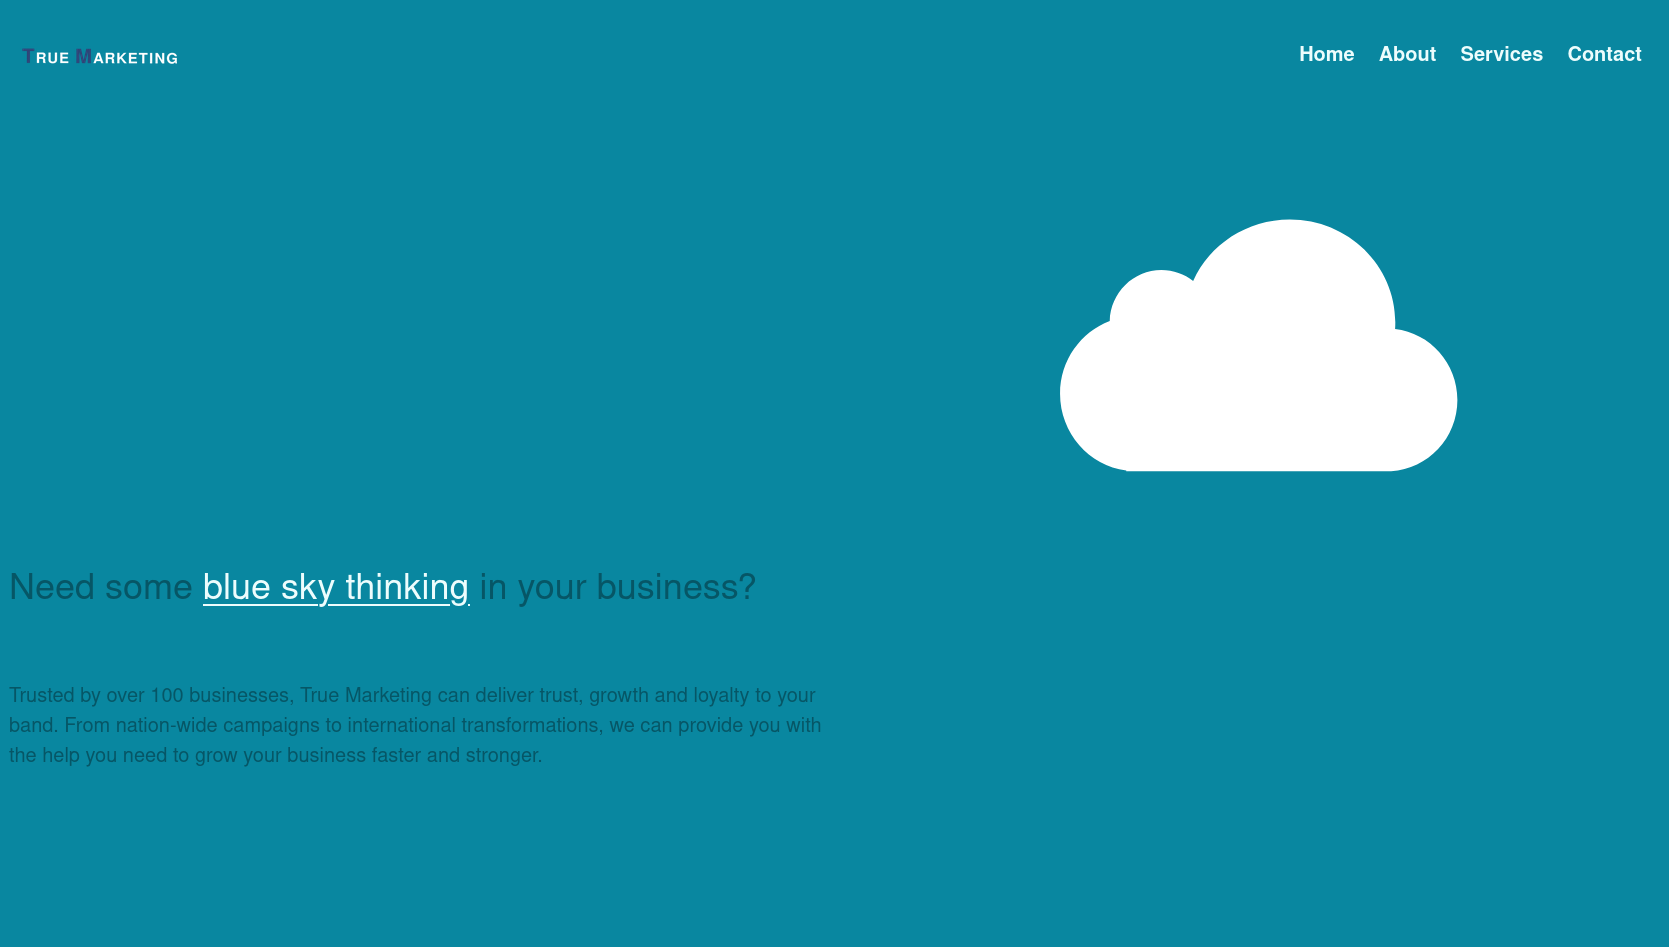 TRUE MARKETING
Home About Services Contact
Need some blue sky thinking in your business?
Trusted by over 100 businesses, True Marketing can deliver trust, growth and loyalty to your
band. From nation-wide campaigns to international transformations, we can provide you with
the help you need to grow your business faster and stronger.